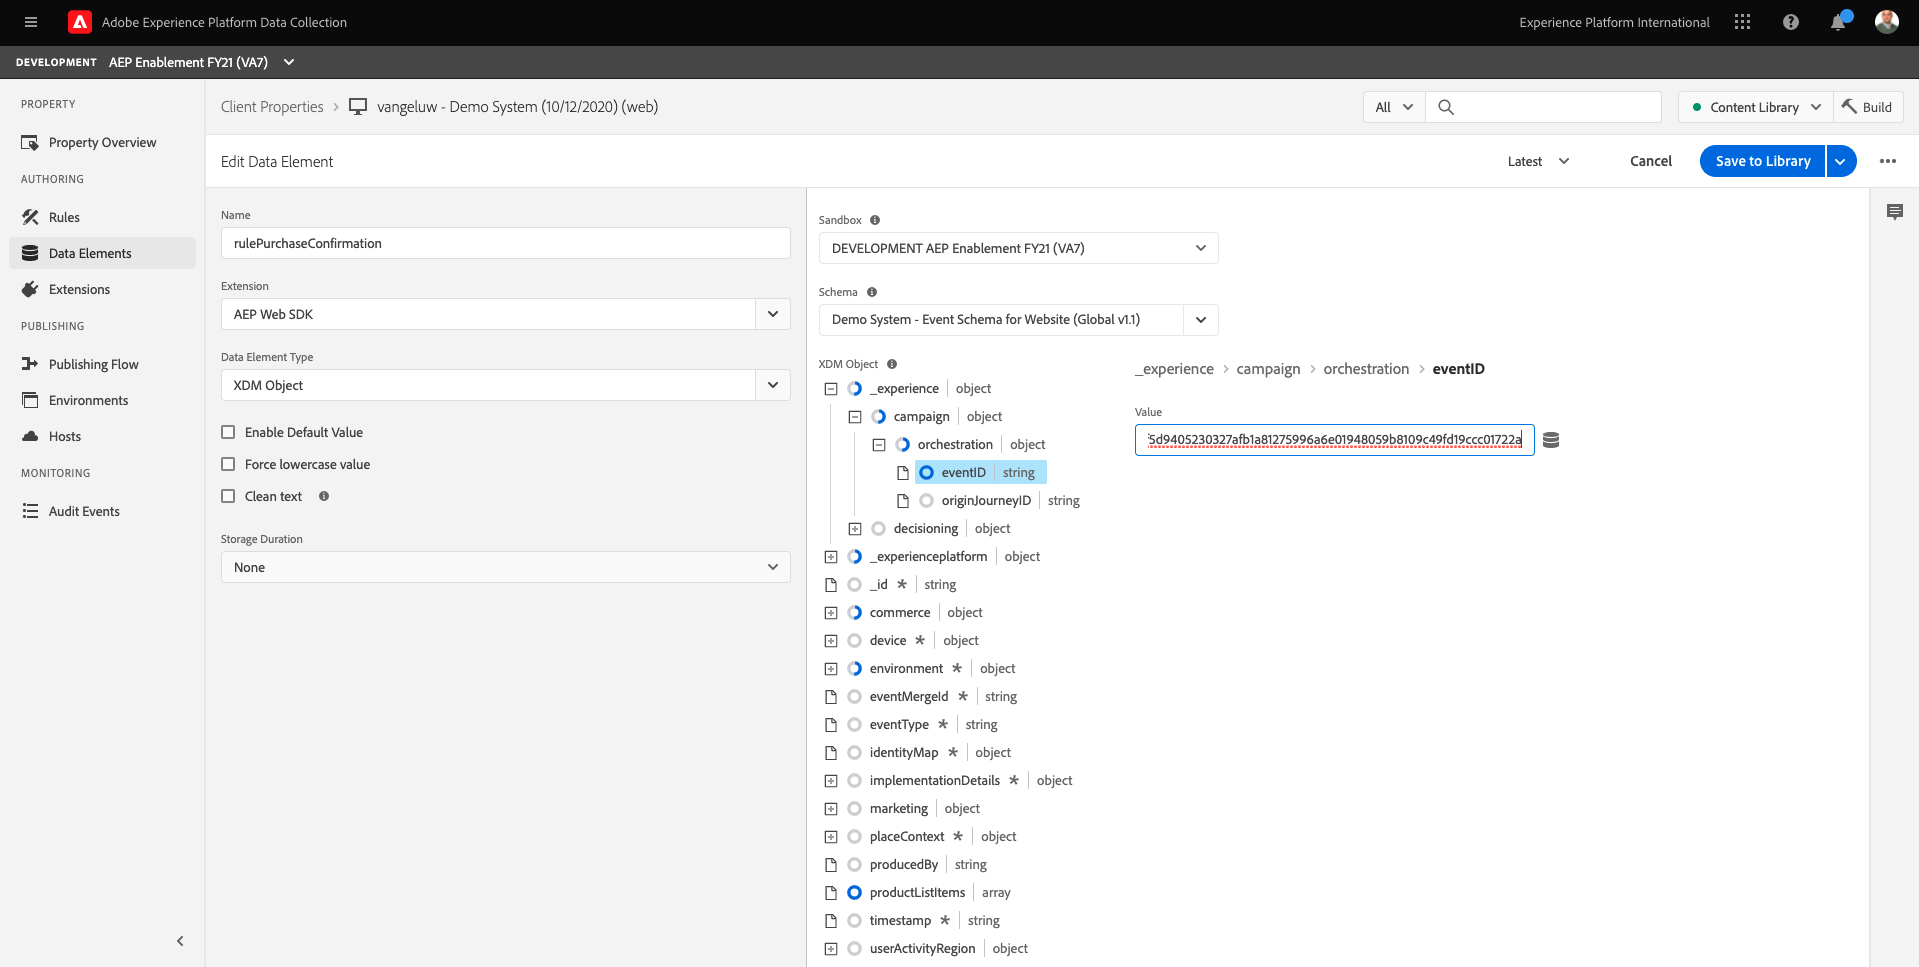 Adobe Experience Platform Data Collection
Experience Platform International
DEVELOPMENT AEP Enablement FY21 (VA7)
PROPERTY
Property Overview
AUTHORING
Rules
Data Elements
Extensions
PUBLISHING
Publishing Flow
Environments
Hosts
MONITORING
Audit Events
Client Properties > vangeluw - Demo System (10/12/2020) (web)
All
Content Library
Build
Edit Data Element
Latest
Cancel
Save to Library
Name
rulePurchaseConfirmation
Extension
AEP Web SDK
Data Element Type
XDM Object
Enable Default Value
Force lowercase value
Clean text
Storage Duration
None
Sandbox
DEVELOPMENT AEP Enablement FY21 (VA7)
Schema
Demo System - Event Schema for Website (Global v1.1)
XDM Object
_experience object
campaign object
orchestration object
eventID string
originJourneyID string
decisioning object
_experienceplatform object
_id * string
commerce object
device * object
environment * object
eventMergeId * string
eventType * string
identityMap * object
implementationDetails * object
marketing object
placeContext * object
producedBy string
productListItems array
timestamp * string
userActivityRegion object
_experience > campaign > orchestration > eventID
Value
5d9405230327afb1a81275996a6e01948059b8109c49fd19ccc01722a